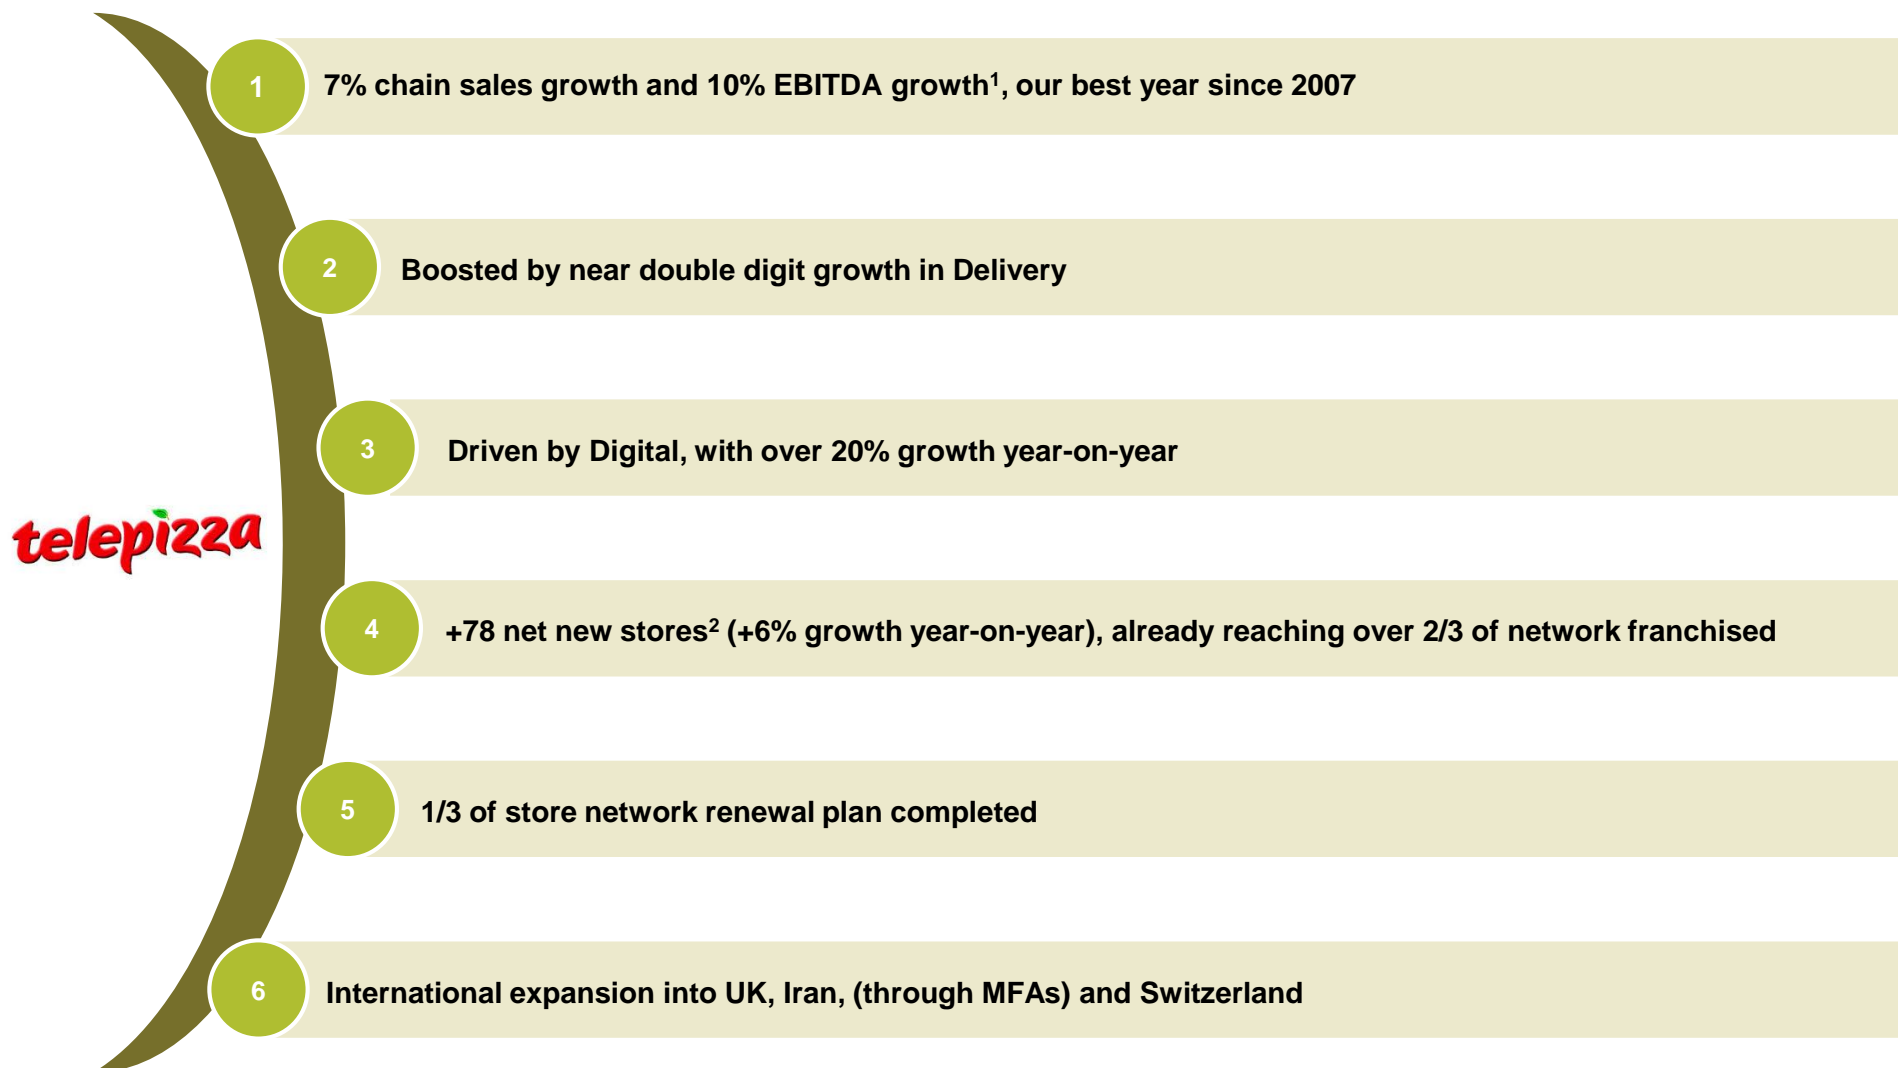 1
7% chain sales growth and 10% EBITDA growth¹, our best year since 2007
2
Boosted by near double digit growth in Delivery
3
Driven by Digital, with over 20% growth year-on-year
telepizza
4
+78 net new stores² (+6% growth year-on-year), already reaching over 2/3 of network franchised
5
1/3 of store network renewal plan completed
6
International expansion into UK, Iran, (through MFAs) and Switzerland